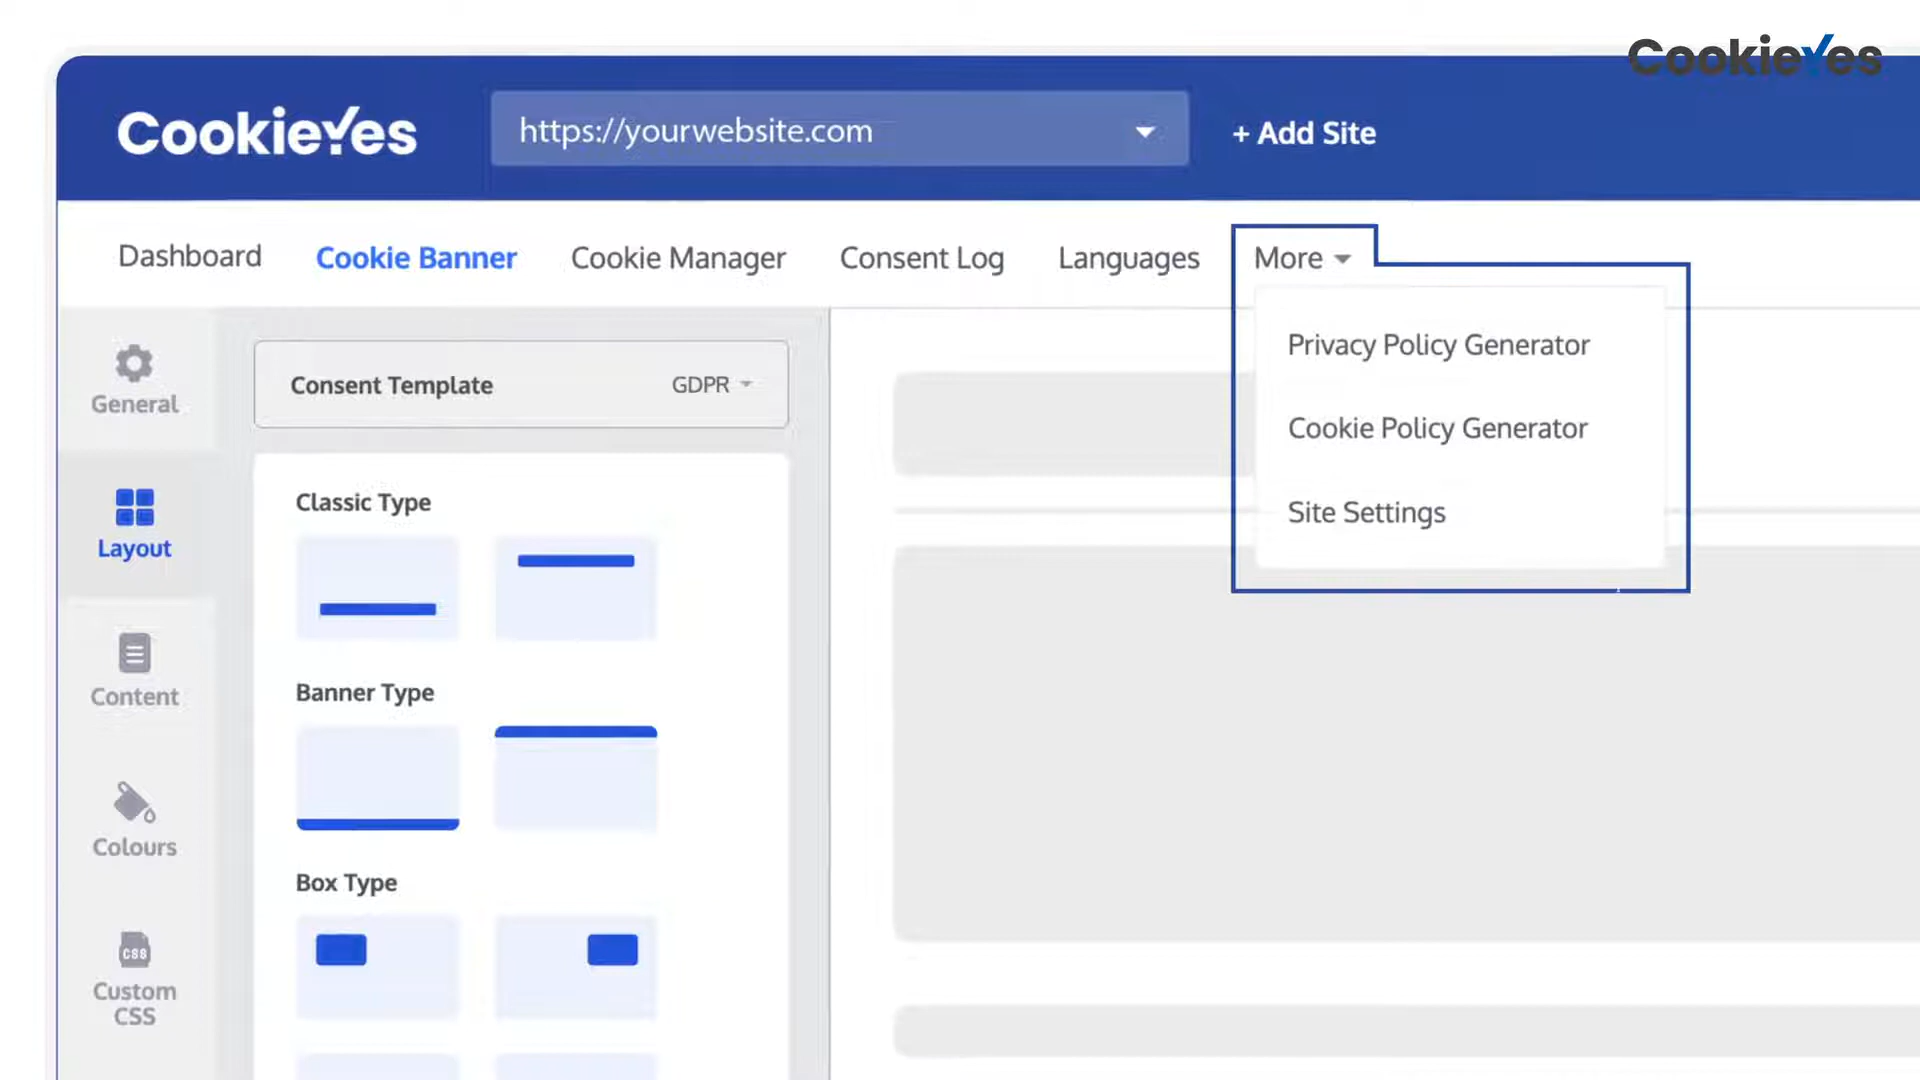 CookieYes
CookieYes
https://yourwebsite.com
+ Add Site
Dashboard
Cookie Banner
Cookie Manager
Consent Log
Languages
More
Privacy Policy Generator
Cookie Policy Generator
Site Settings
General
Layout
Content
Colours
CSS
Custom
CSS
Consent Template
GDPR
Classic Type
Banner Type
Box Type